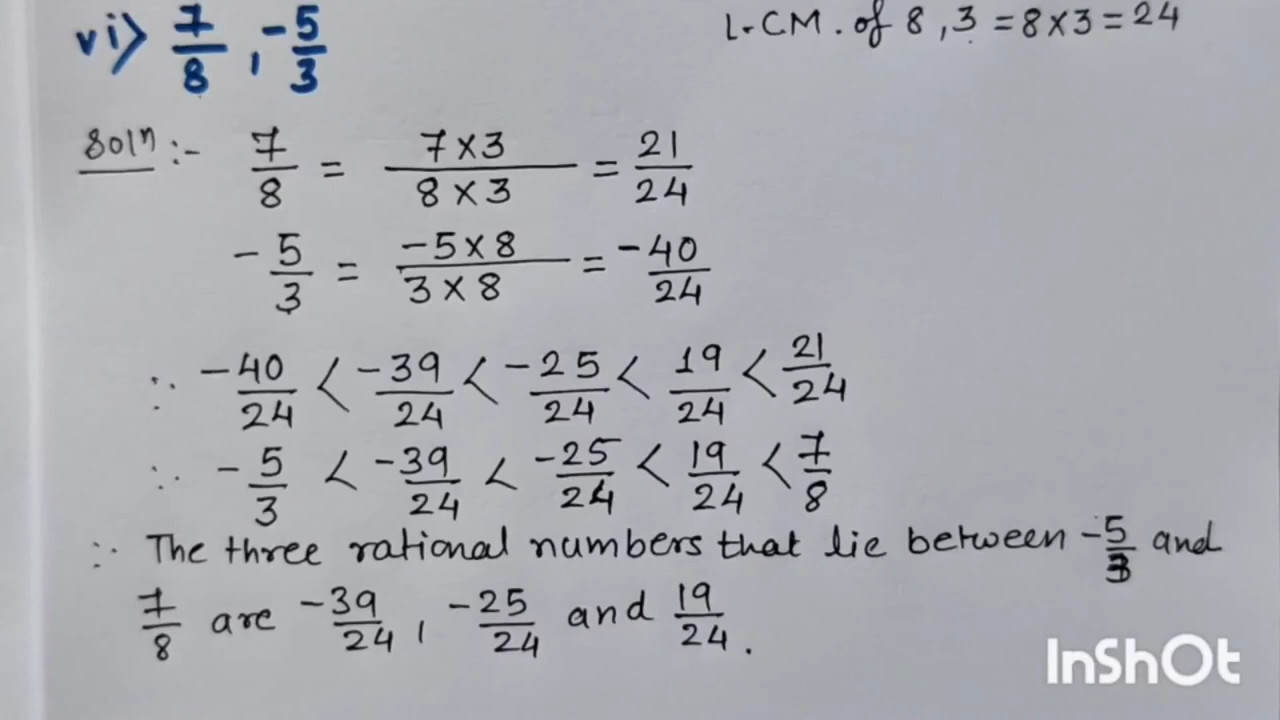 vi) 7/8, -5/3
L.C.M. of 8, 3 = 8×3 = 24
Soln :- 7/8 = 7×3 / 8×3 = 21/24
-5/3 = -5×8 / 3×8 = -40/24
∴ -40/24 < -39/24 < -25/24 < 19/24 < 21/24
∴ -5/3 < -39/24 < -25/24 < 19/24 < 7/8
∴ The three rational numbers that lie between -5/3 and
7/8 are -39/24, -25/24 and 19/24.
InShOt